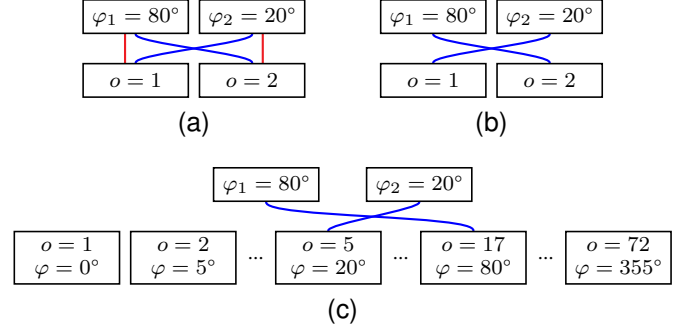 φ₁ = 80° φ₂ = 20° φ₁ = 80° φ₂ = 20°
o = 1 o = 2 o = 1 o = 2
(a) (b)
φ₁ = 80° φ₂ = 20°
o = 1 o = 2 o = 5 o = 17 o = 72
φ = 0° φ = 5° ... φ = 20° ... φ = 80° ... φ = 355°
(c)